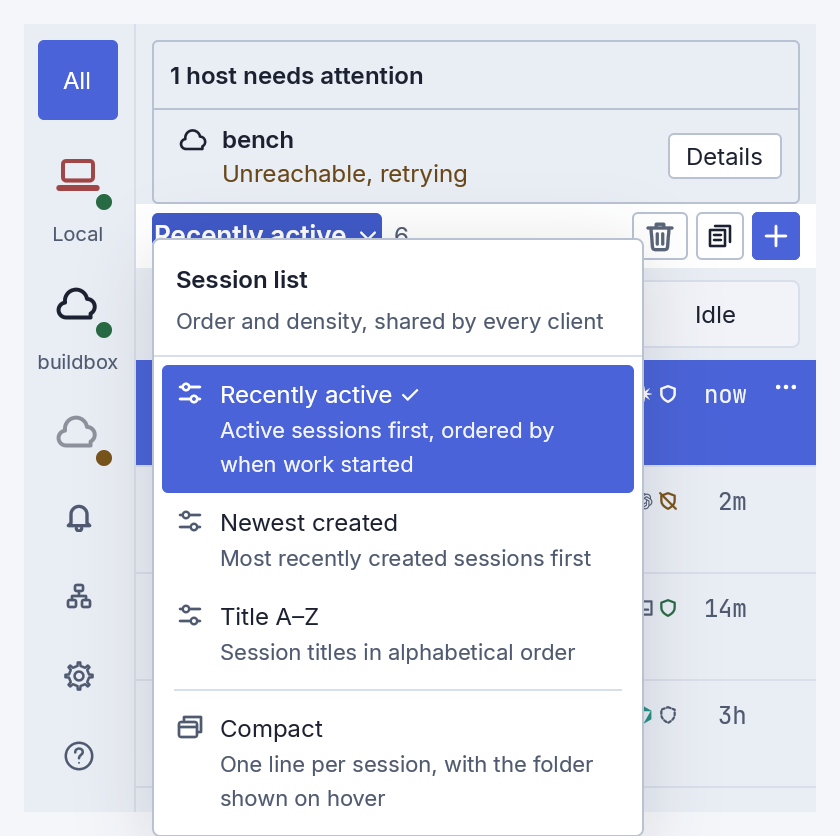 All
1 host needs attention
bench
Unreachable, retrying
Details
Local
Recently active
6
Session list
Order and density, shared by every client
Idle
buildbox
Recently active
Active sessions first, ordered by
when work started
now
Newest created
Most recently created sessions first
2m
Title A–Z
Session titles in alphabetical order
14m
Compact
One line per session, with the folder
shown on hover
3h